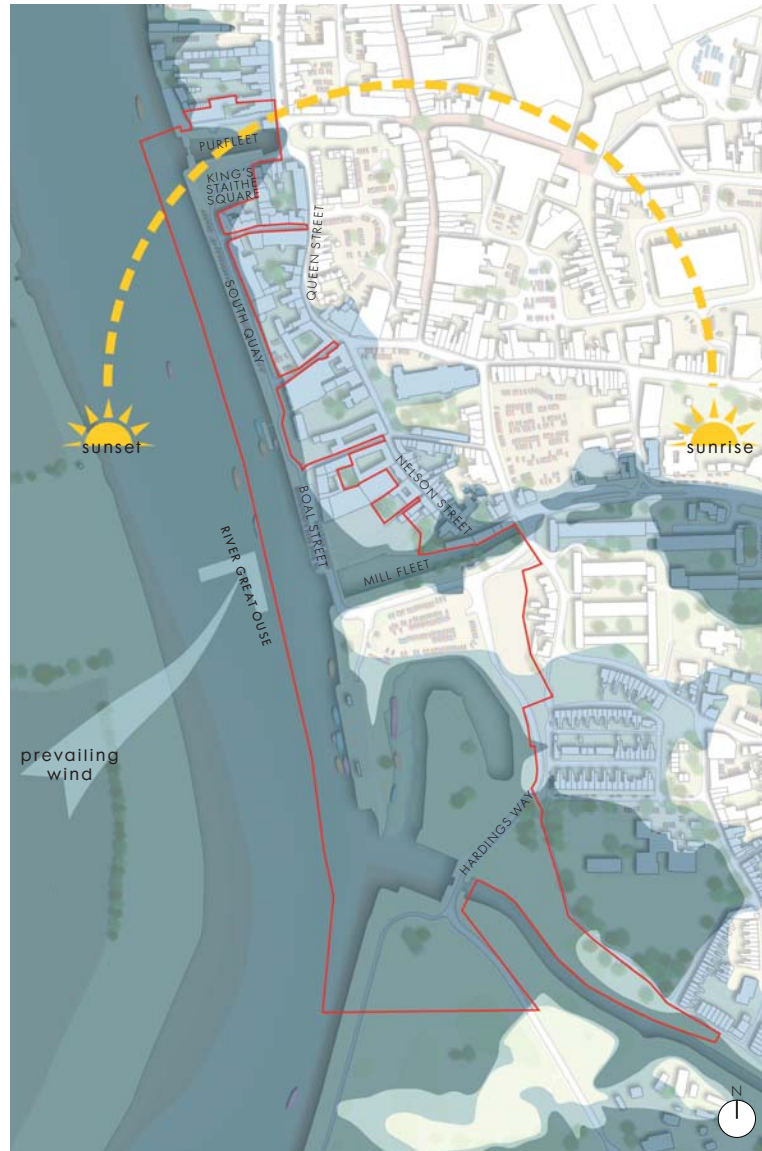 PURFLEET
KING'S
STAITHE
SQUARE
QUEEN STREET
SOUTH QUAY
sunset
sunrise
NELSON STREET
BOAL STREET
RIVER GREAT OUSE
MILL FLEET
prevailing
wind
HARDINGS WAY
N